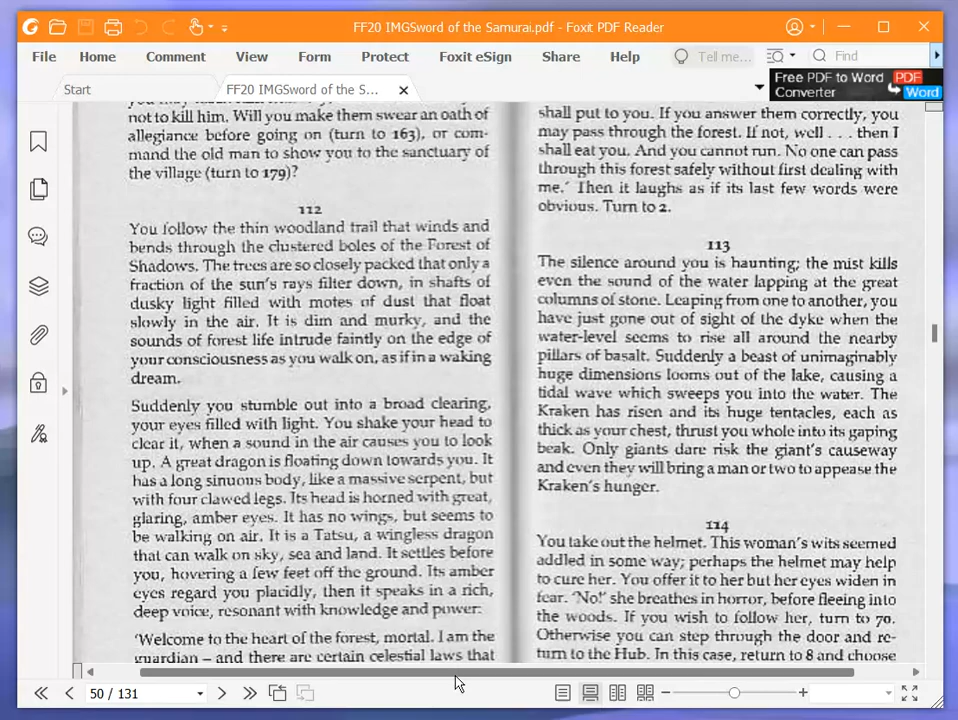 FF20 IMGSword of the Samurai.pdf - Foxit PDF Reader
File Home Comment View Form Protect Foxit eSign Share Help Tell me... Find
Start FF20 IMGSword of the S...
Free PDF to Word PDF
Converter Word
not to kill him. Will you make them swear an oath of
allegiance before going on (turn to 163), or com-
mand the old man to show you to the sanctuary of
the village (turn to 179)?
112
You follow the thin woodland trail that winds and
bends through the clustered boles of the Forest of
Shadows. The trees are so closely packed that only a
fraction of the sun's rays filter down, in shafts of
dusky light filled with motes of dust that float
slowly in the air. It is dim and murky, and the
sounds of forest life intrude faintly on the edge of
your consciousness as you walk on, as if in a waking
dream.
Suddenly you stumble out into a broad clearing,
your eyes filled with light. You shake your head to
clear it, when a sound in the air causes you to look
up. A great dragon is floating down towards you. It
has a long sinuous body, like a massive serpent, but
with four clawed legs. Its head is horned with great,
glaring, amber eyes. It has no wings, but seems to
be walking on air. It is a Tatsu, a wingless dragon
that can walk on sky, sea and land. It settles before
you, hovering a few feet off the ground. Its amber
eyes regard you placidly, then it speaks in a rich,
deep voice, resonant with knowledge and power:
'Welcome to the heart of the forest, mortal. I am the
guardian – and there are certain celestial laws that
shall put to you. If you answer them correctly, you
may pass through the forest. If not, well . . . then I
shall eat you. And you cannot run. No one can pass
through this forest safely without first dealing with
me.' Then it laughs as if its last few words were
obvious. Turn to 2.
113
The silence around you is haunting; the mist kills
even the sound of the water lapping at the great
columns of stone. Leaping from one to another, you
have just gone out of sight of the dyke when the
water-level seems to rise all around the nearby
pillars of basalt. Suddenly a beast of unimaginably
huge dimensions looms out of the lake, causing a
tidal wave which sweeps you into the water. The
Kraken has risen and its huge tentacles, each as
thick as your chest, thrust you whole into its gaping
beak. Only giants dare risk the giant's causeway
and even they will bring a man or two to appease the
Kraken's hunger.
114
You take out the helmet. This woman's wits seemed
addled in some way; perhaps the helmet may help
to cure her. You offer it to her but her eyes widen in
fear. 'No!' she breathes in horror, before fleeing into
the woods. If you wish to follow her, turn to 70.
Otherwise you can step through the door and re-
turn to the Hub. In this case, return to 8 and choose
50 / 131